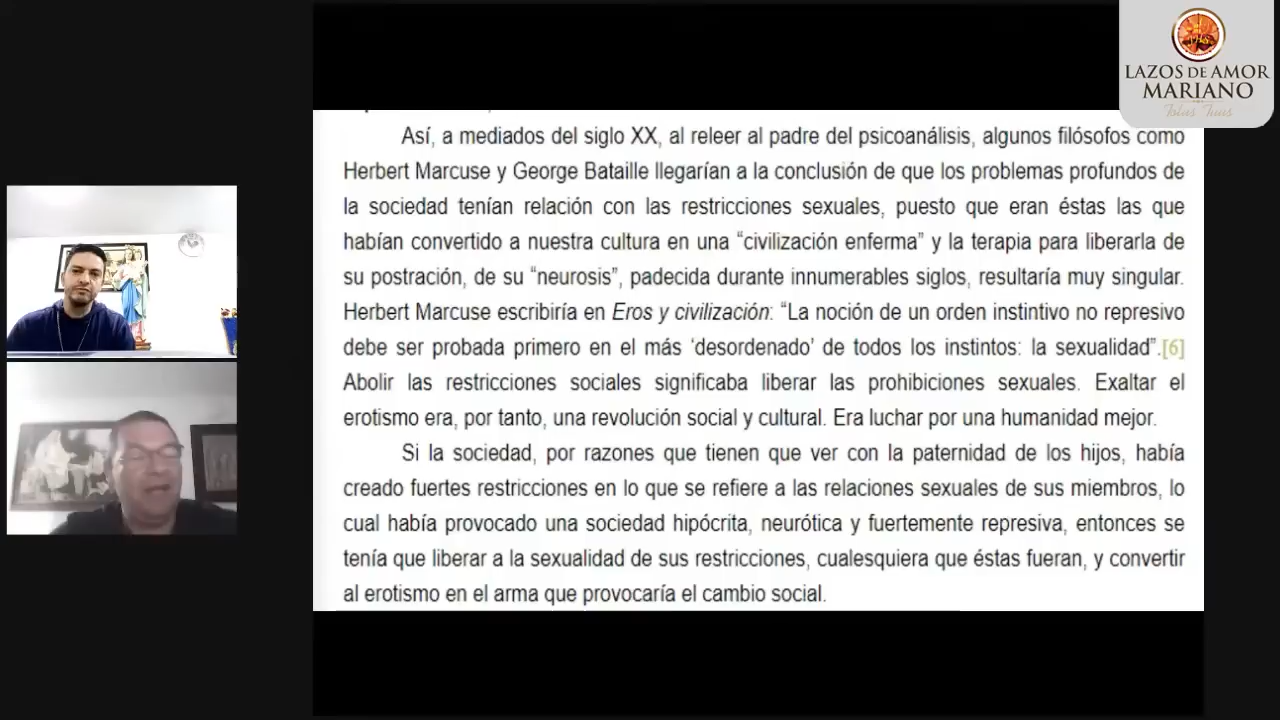 LAZOS DE AMOR
MARIANO
Totus Tuus
Así, a mediados del siglo XX, al releer al padre del psicoanálisis, algunos filósofos como
Herbert Marcuse y George Bataille llegarían a la conclusión de que los problemas profundos de
la sociedad tenían relación con las restricciones sexuales, puesto que eran éstas las que
habían convertido a nuestra cultura en una “civilización enferma” y la terapia para liberarla de
su postración, de su “neurosis”, padecida durante innumerables siglos, resultaría muy singular.
Herbert Marcuse escribiría en Eros y civilización: “La noción de un orden instintivo no represivo
debe ser probada primero en el más ‘desordenado’ de todos los instintos: la sexualidad”.[6]
Abolir las restricciones sociales significaba liberar las prohibiciones sexuales. Exaltar el
erotismo era, por tanto, una revolución social y cultural. Era luchar por una humanidad mejor.
Si la sociedad, por razones que tienen que ver con la paternidad de los hijos, había
creado fuertes restricciones en lo que se refiere a las relaciones sexuales de sus miembros, lo
cual había provocado una sociedad hipócrita, neurótica y fuertemente represiva, entonces se
tenía que liberar a la sexualidad de sus restricciones, cualesquiera que éstas fueran, y convertir
al erotismo en el arma que provocaría el cambio social.